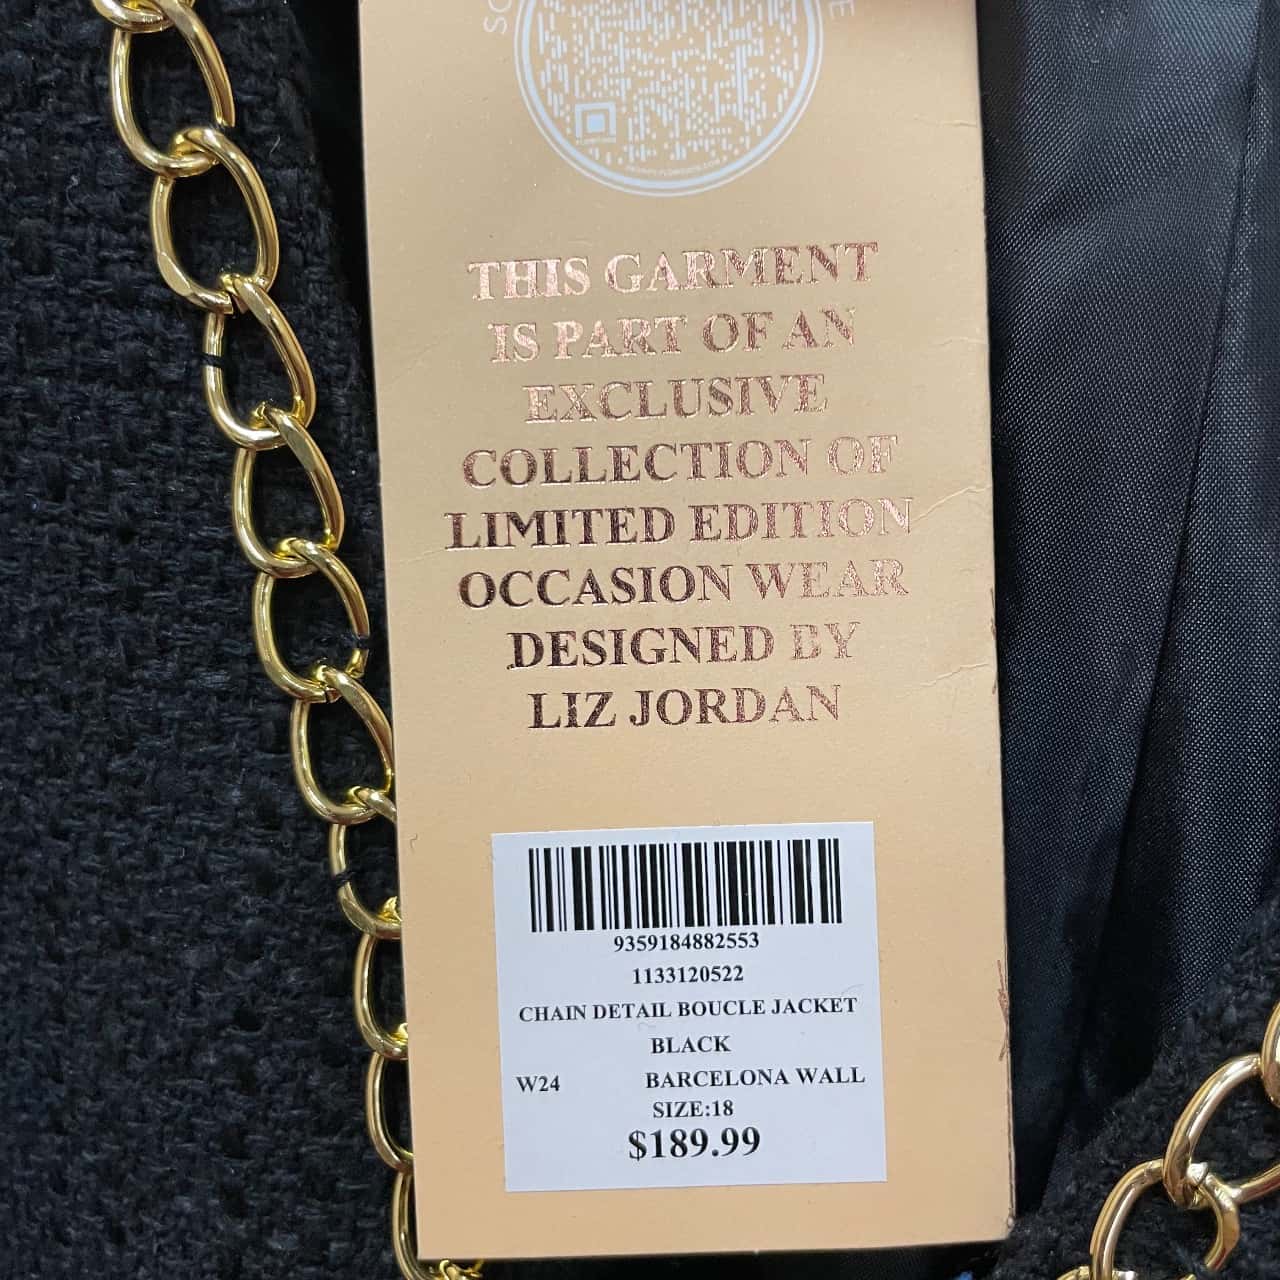 THIS GARMENT
IS PART OF AN
EXCLUSIVE
COLLECTION OF
LIMITED EDITION
OCCASION WEAR
DESIGNED BY
LIZ JORDAN
9359184882553
1133120522
CHAIN DETAIL BOUCLE JACKET
BLACK
W24 BARCELONA WALL
SIZE:18
$189.99